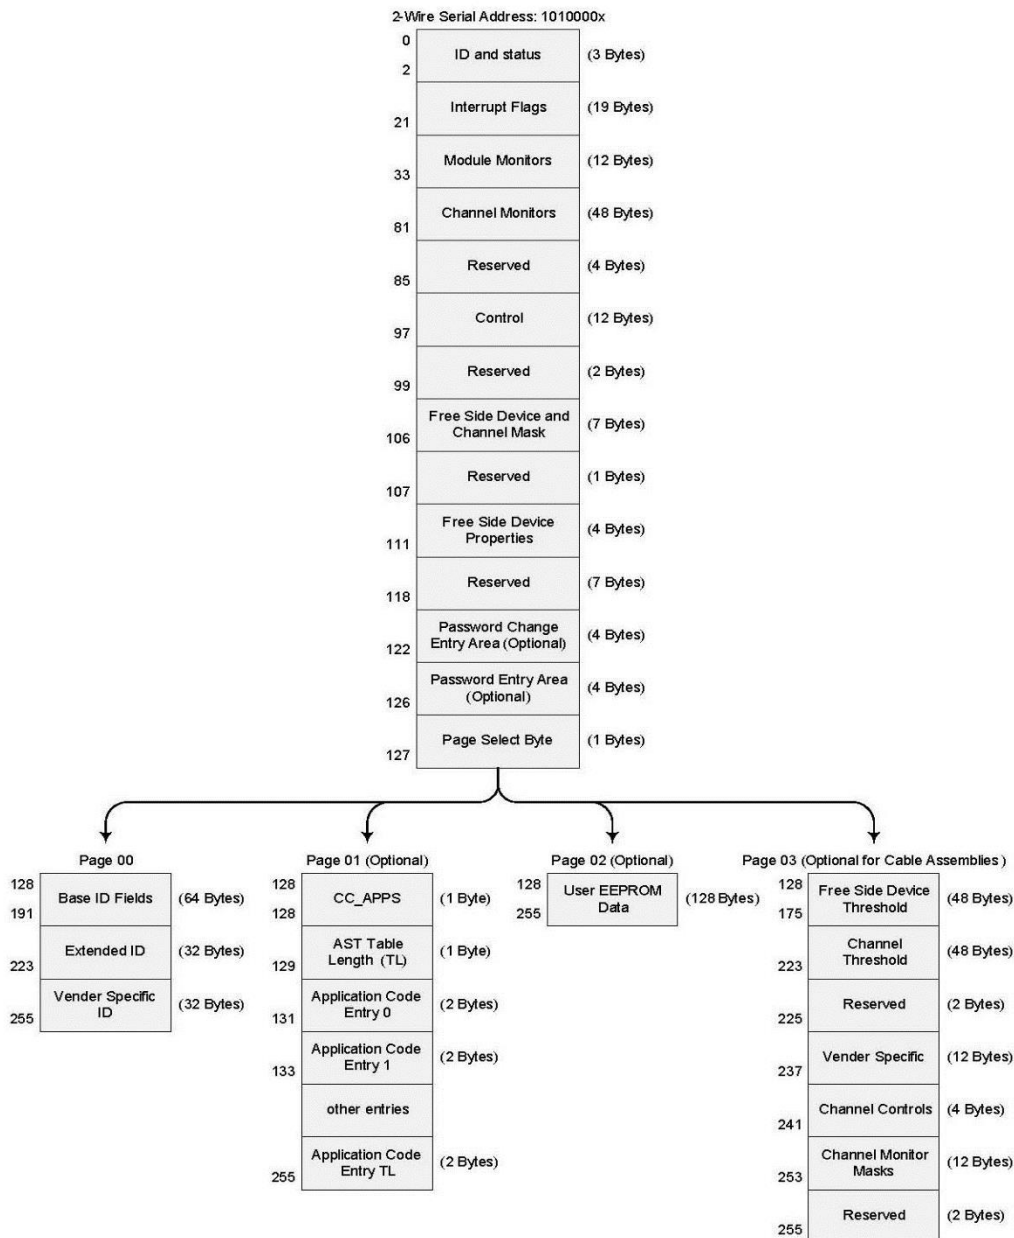 2-Wire Serial Address: 1010000x
0
ID and status (3 Bytes)
2
Interrupt Flags (19 Bytes)
21
Module Monitors (12 Bytes)
33
Channel Monitors (48 Bytes)
81
Reserved (4 Bytes)
85
Control (12 Bytes)
97
Reserved (2 Bytes)
99
Free Side Device and
Channel Mask
(7 Bytes)
106
Reserved (1 Bytes)
107
Free Side Device
Properties
(4 Bytes)
111
Reserved (7 Bytes)
118
Password Change
Entry Area (Optional)
(4 Bytes)
122
Password Entry Area
(Optional)
(4 Bytes)
126
Page Select Byte (1 Bytes)
127
Page 00
128
Base ID Fields (64 Bytes)
191
Extended ID (32 Bytes)
223
Vender Specific
ID
(32 Bytes)
255
Page 01 (Optional)
128
CC_APPS (1 Byte)
128
AST Table
Length (TL)
(1 Byte)
129
Application Code
Entry 0
(2 Bytes)
131
Application Code
Entry 1
(2 Bytes)
133
other entries
Application Code
Entry TL
(2 Bytes)
255
Page 02 (Optional)
128
User EEPROM
Data
(128 Bytes)
255
Page 03 (Optional for Cable Assemblies )
128
Free Side Device
Threshold
(48 Bytes)
175
Channel
Threshold
(48 Bytes)
223
Reserved (2 Bytes)
225
Vender Specific (12 Bytes)
237
Channel Controls (4 Bytes)
241
Channel Monitor
Masks
(12 Bytes)
253
Reserved (2 Bytes)
255